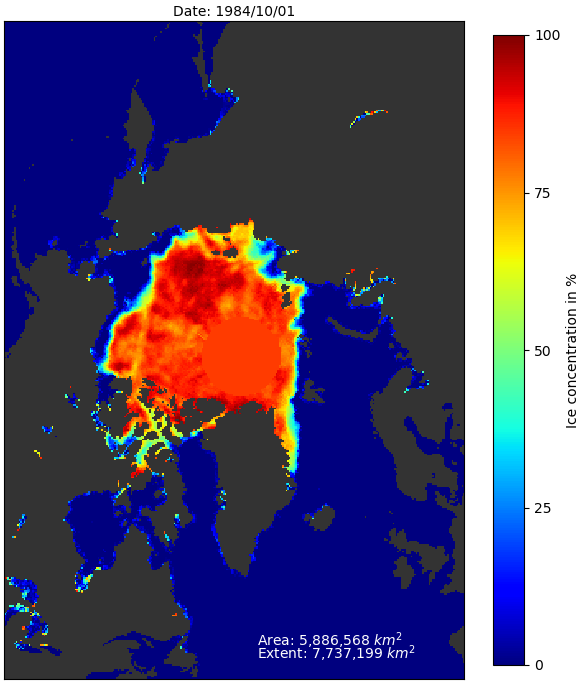 Date: 1984/10/01
100
75
50
25
0
Ice concentration in %
Area: 5,886,568 km²
Extent: 7,737,199 km²